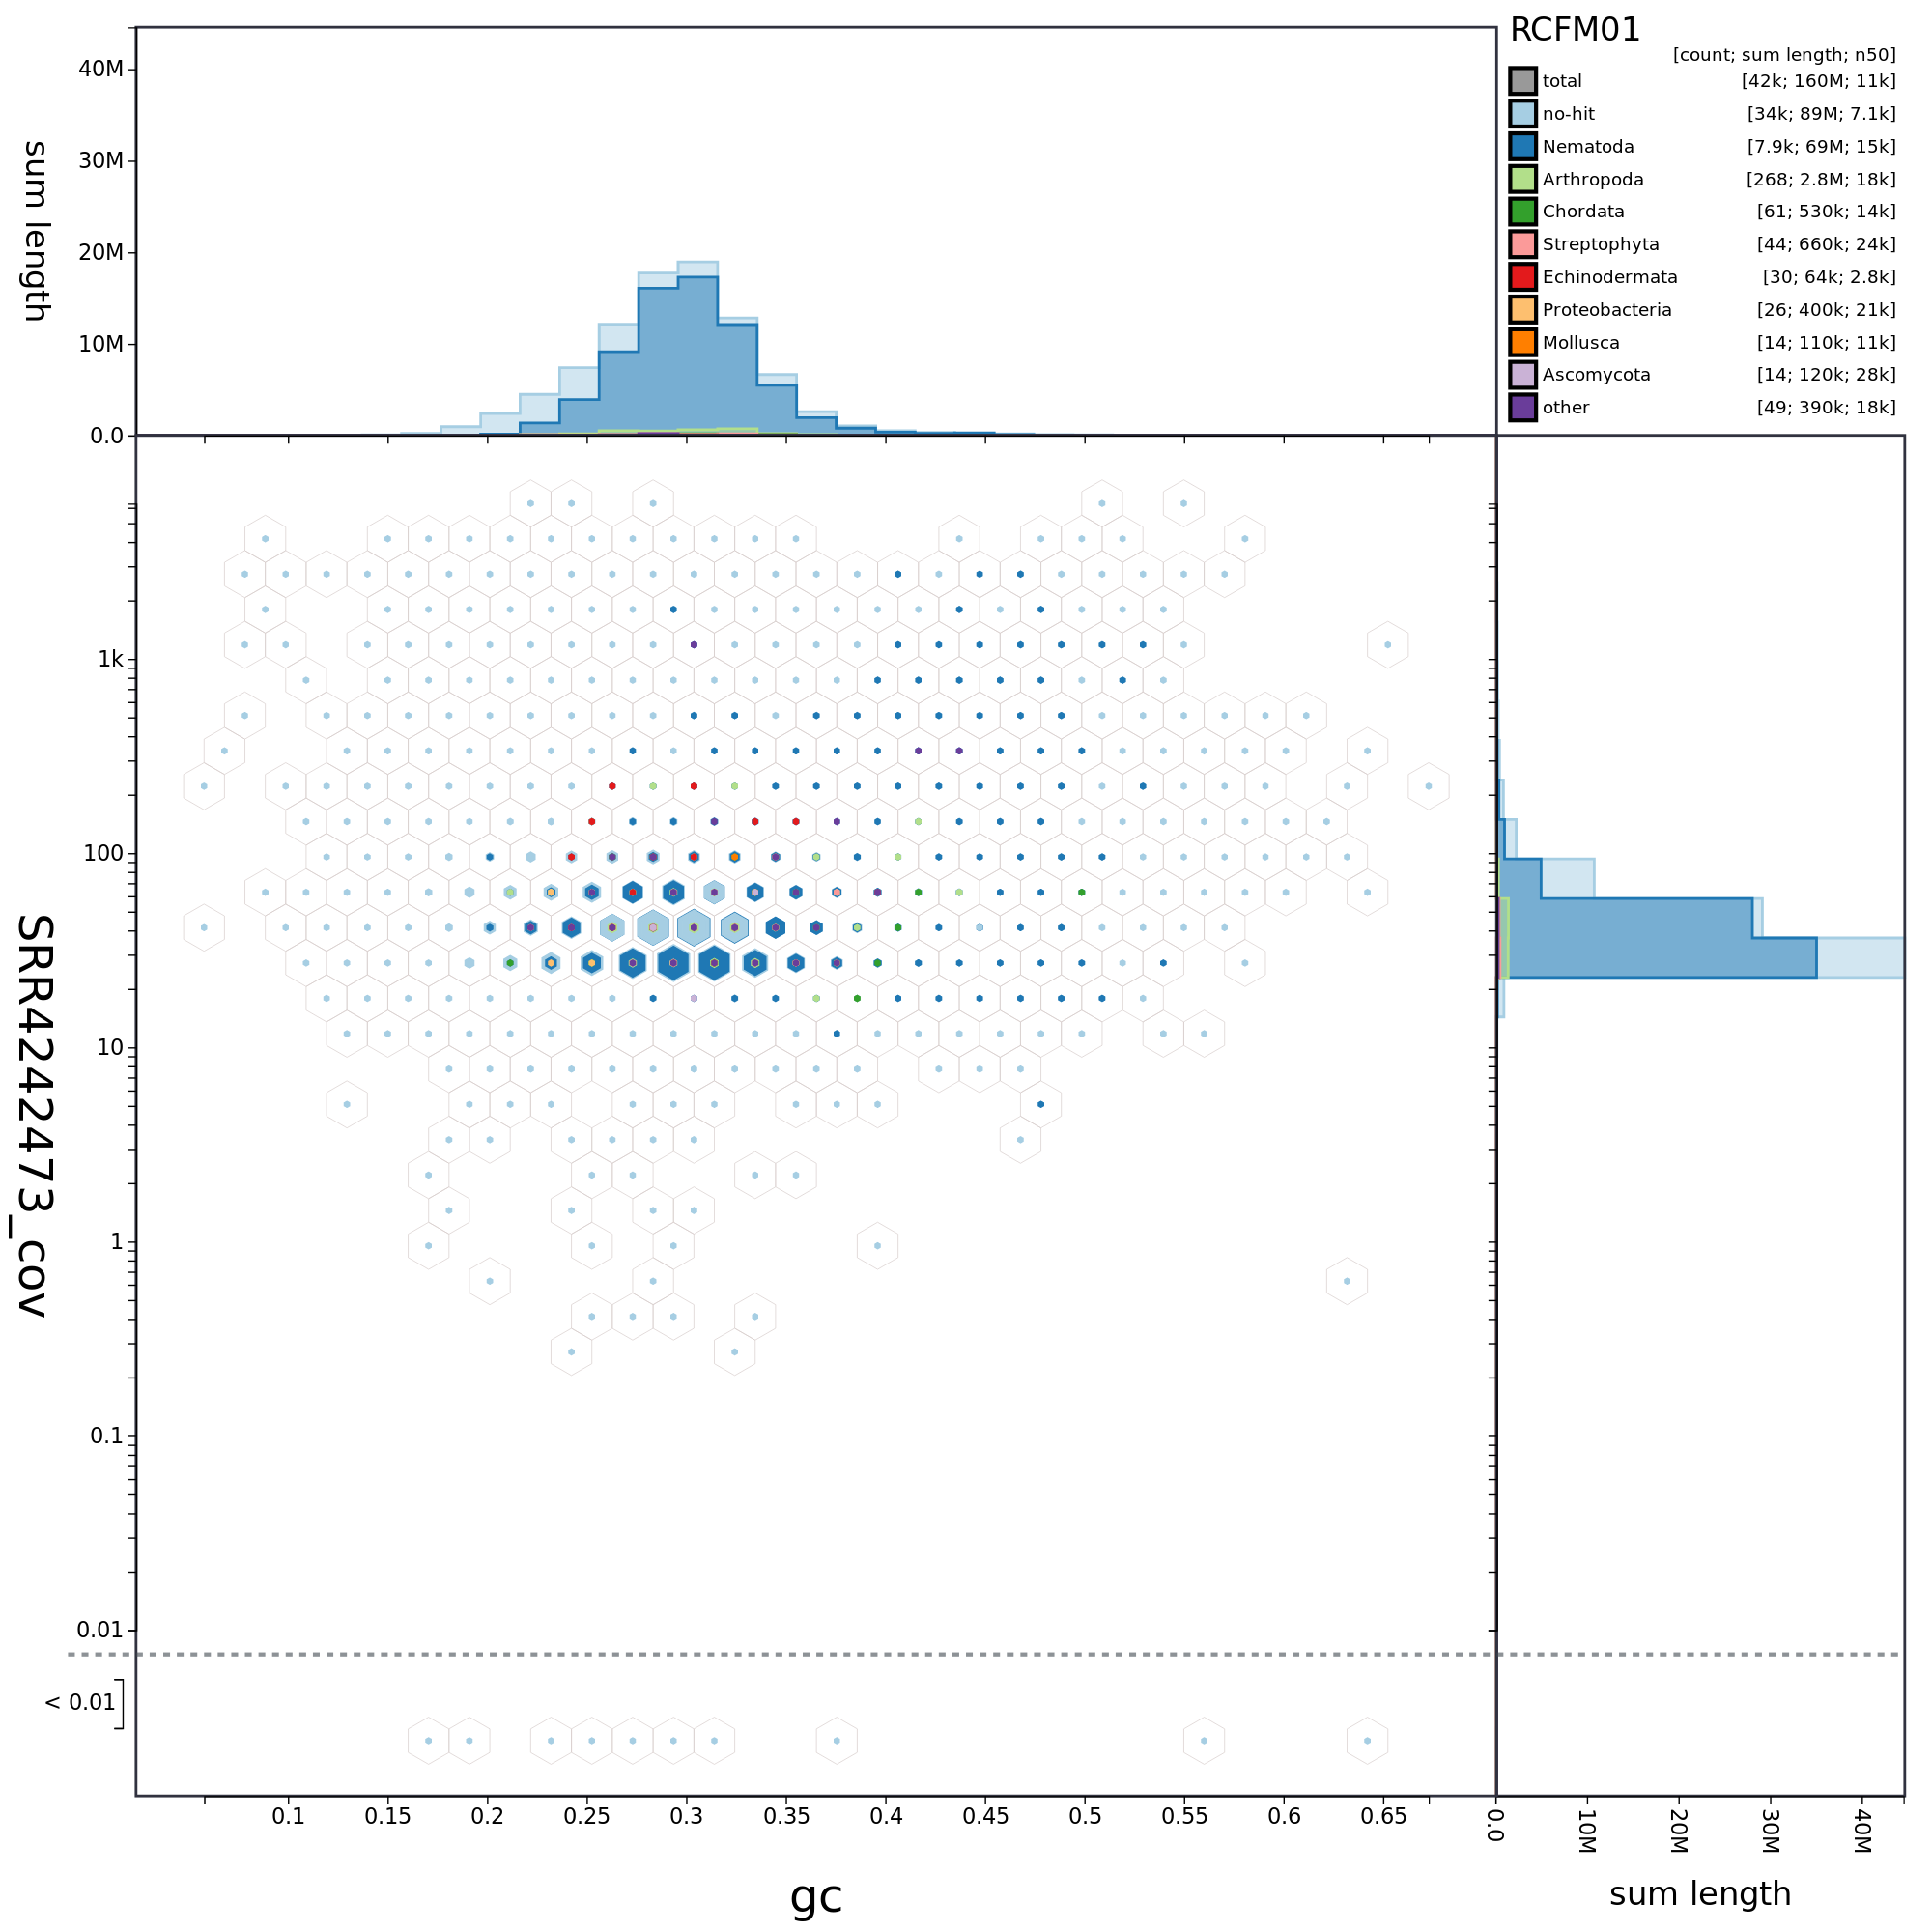 RCFM01
[count; sum length; n50]
total [42k; 160M; 11k]
no-hit [34k; 89M; 7.1k]
Nematoda [7.9k; 69M; 15k]
Arthropoda [268; 2.8M; 18k]
Chordata [61; 530k; 14k]
Streptophyta [44; 660k; 24k]
Echinodermata [30; 64k; 2.8k]
Proteobacteria [26; 400k; 21k]
Mollusca [14; 110k; 11k]
Ascomycota [14; 120k; 28k]
other [49; 390k; 18k]
sum length
40M
30M
20M
10M
0.0
SRR4242473_cov
1k
100
10
1
0.1
0.01
< 0.01
0.1 0.15 0.2 0.25 0.3 0.35 0.4 0.45 0.5 0.55 0.6 0.65
gc
0.0 10M 20M 30M 40M
sum length